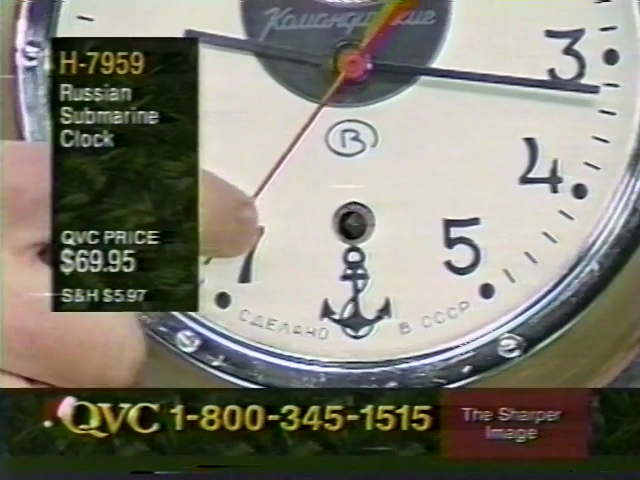 Командирские
H-7959
Russian
Submarine
Clock
3
В
4
5
QVC PRICE
$69.95
S&H $5.97
СДЕЛАНО В СССР
QVC 1-800-345-1515
The Sharper
Image